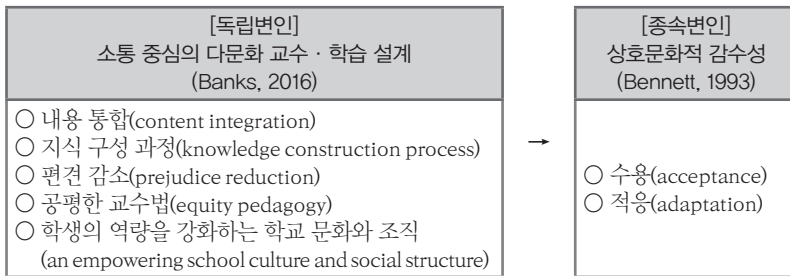 [독립변인]
소통 중심의 다문화 교수 · 학습 설계
(Banks, 2016)
○ 내용 통합(content integration)
○ 지식 구성 과정(knowledge construction process)
○ 편견 감소(prejudice reduction)
○ 공평한 교수법(equity pedagogy)
○ 학생의 역량을 강화하는 학교 문화와 조직
(an empowering school culture and social structure)
→
[종속변인]
상호문화적 감수성
(Bennett, 1993)
○ 수용(acceptance)
○ 적응(adaptation)